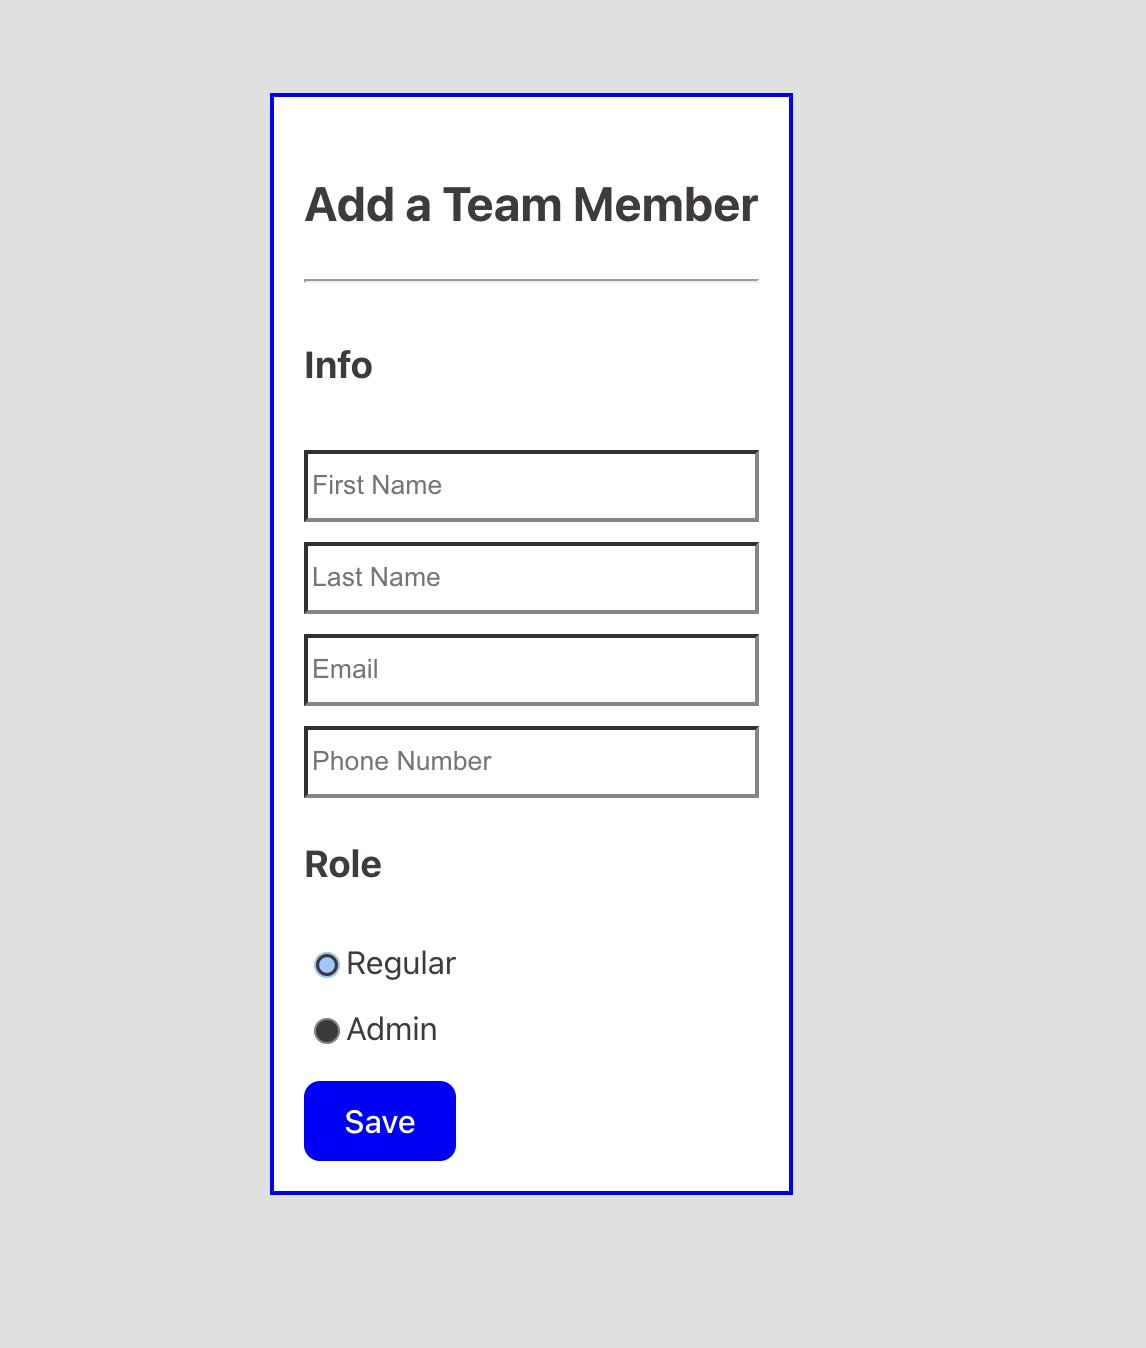 Add a Team Member
Info
First Name
Last Name
Email
Phone Number
Role
Regular
Admin
Save